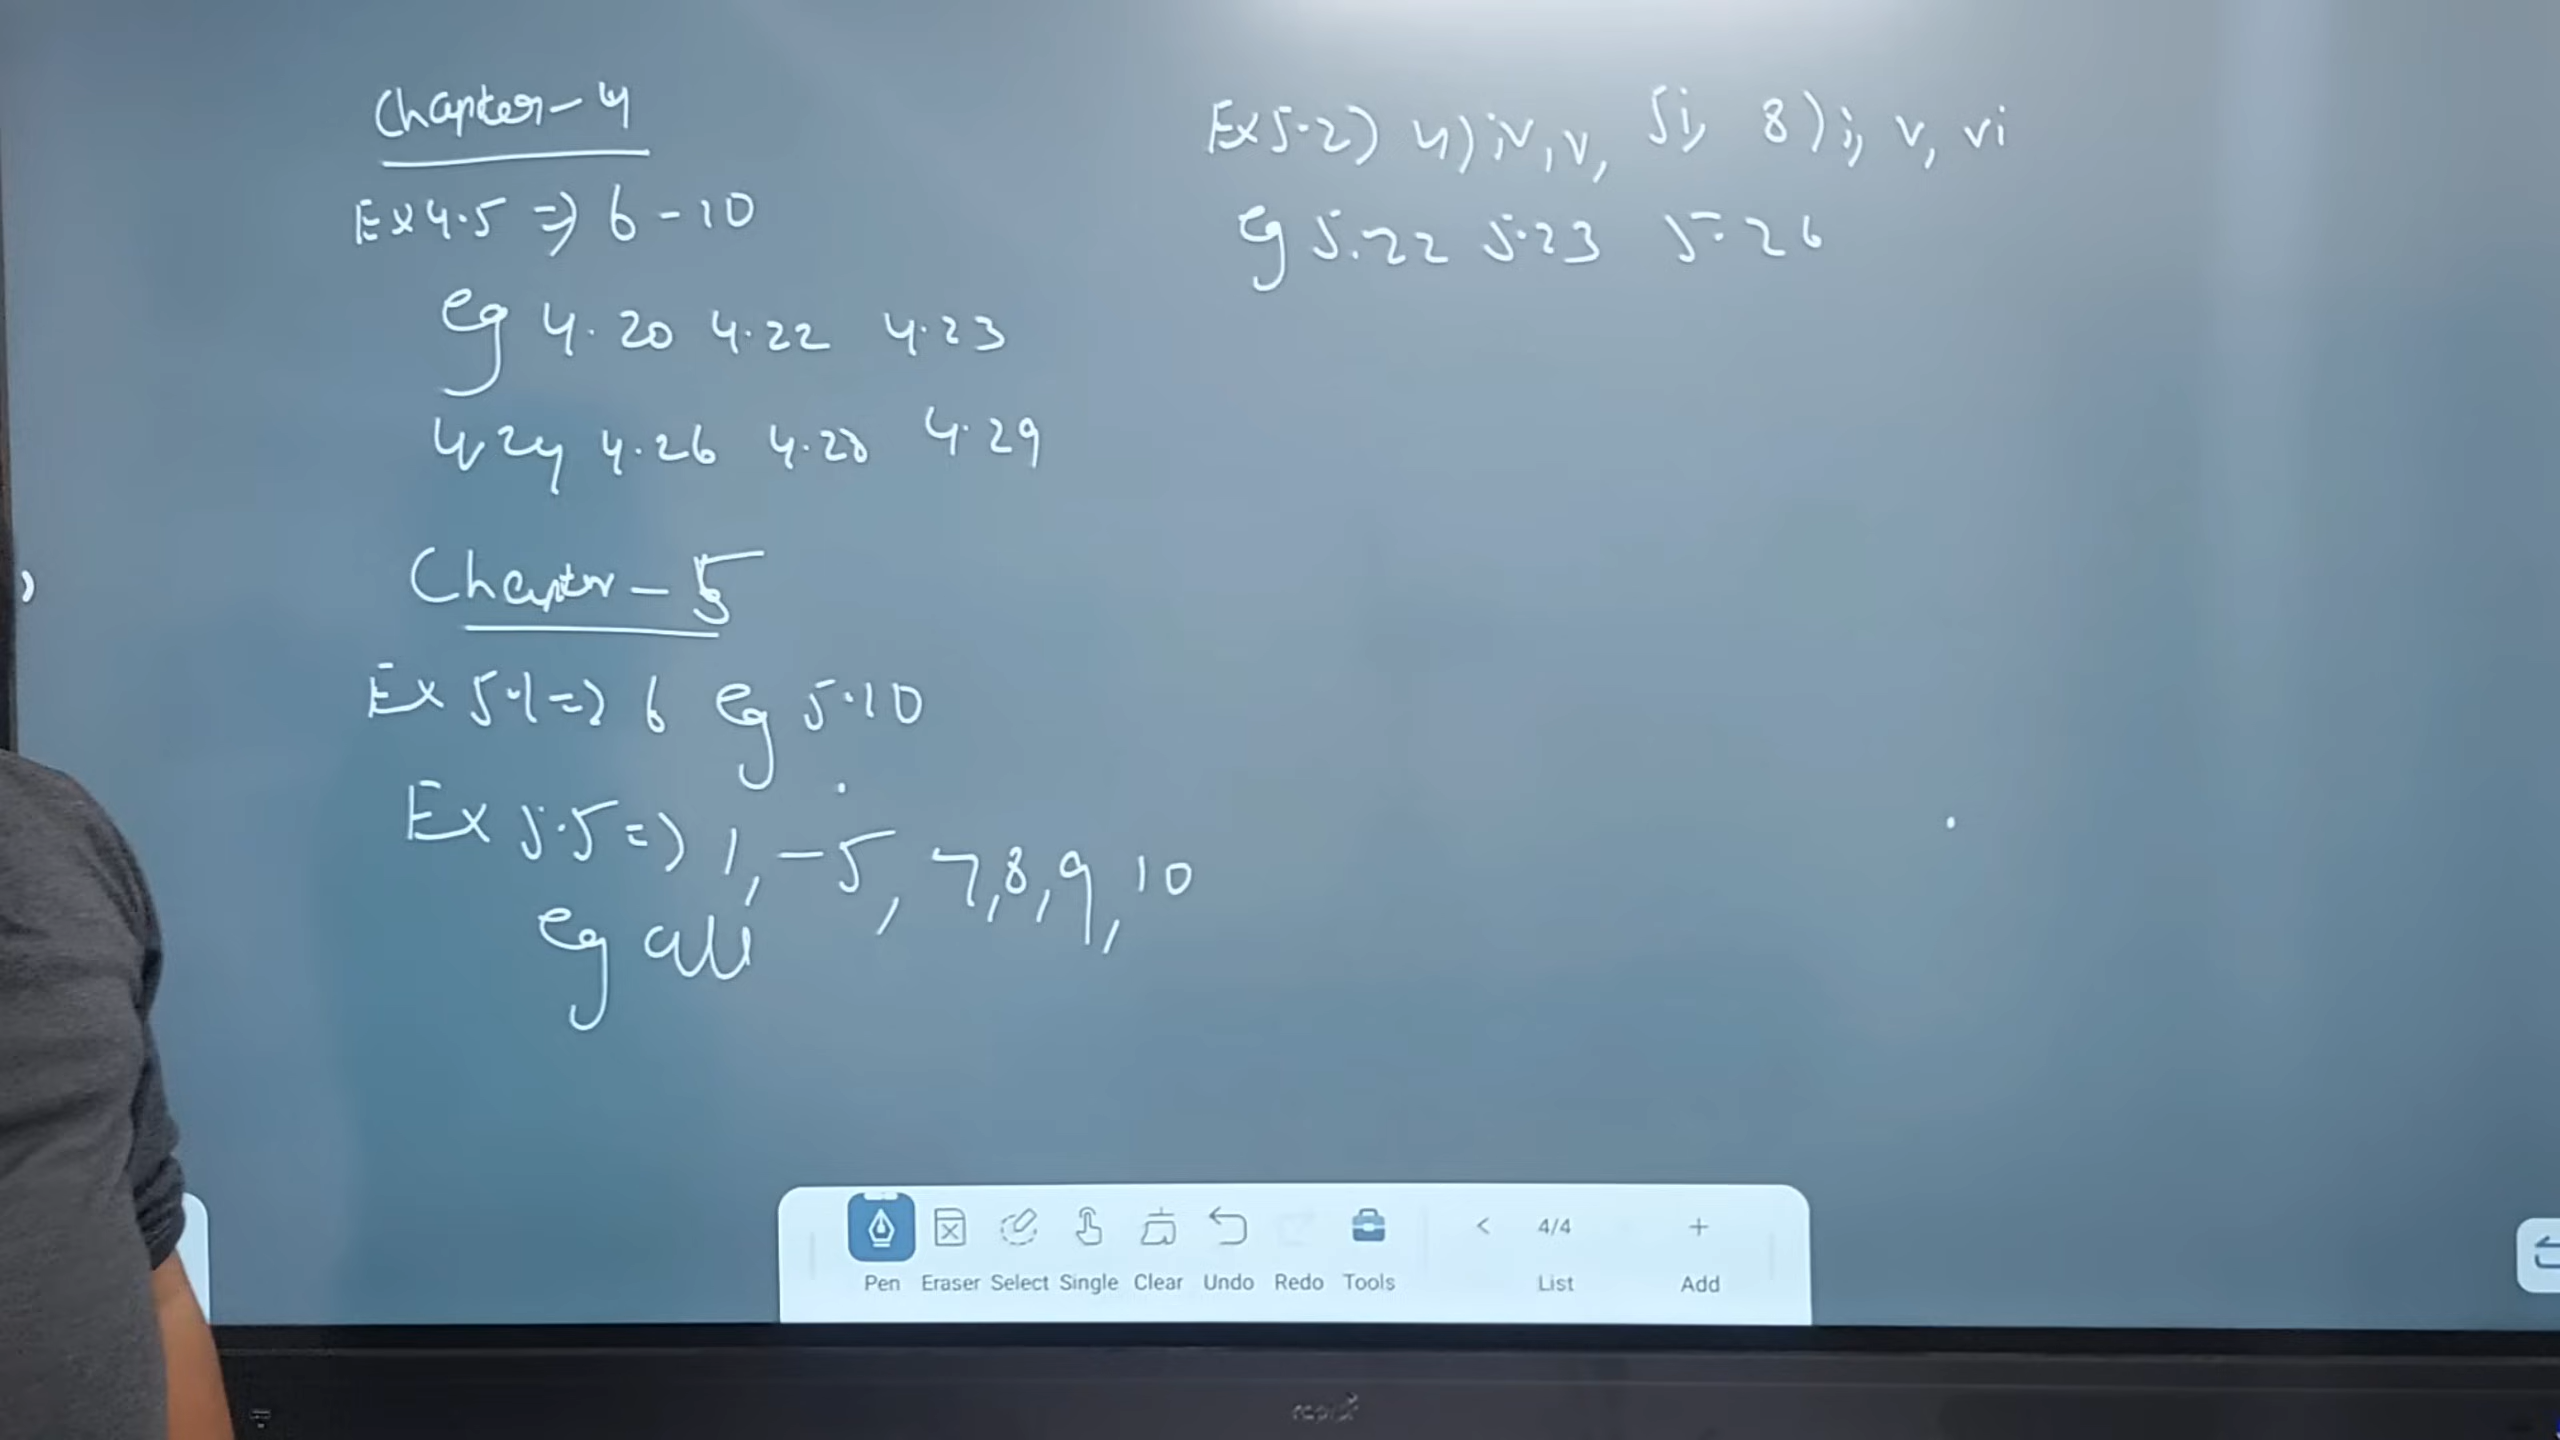 Chapter-4
Ex 4.5 => 6-10
eg 4.20 4.22 4.23
4.24 4.26 4.28 4.29
Chapter-5
Ex 5.1 => 6 eg 5.10
Ex 5.5 => 1,-5, 7,8,9,10
eg all
Ex 5.2) 4) iv, v, 5i, 8) i, v, vi
eg 5.22 5.23 5.26
Pen Eraser Select Single Clear Undo Redo Tools < 4/4 List + Add